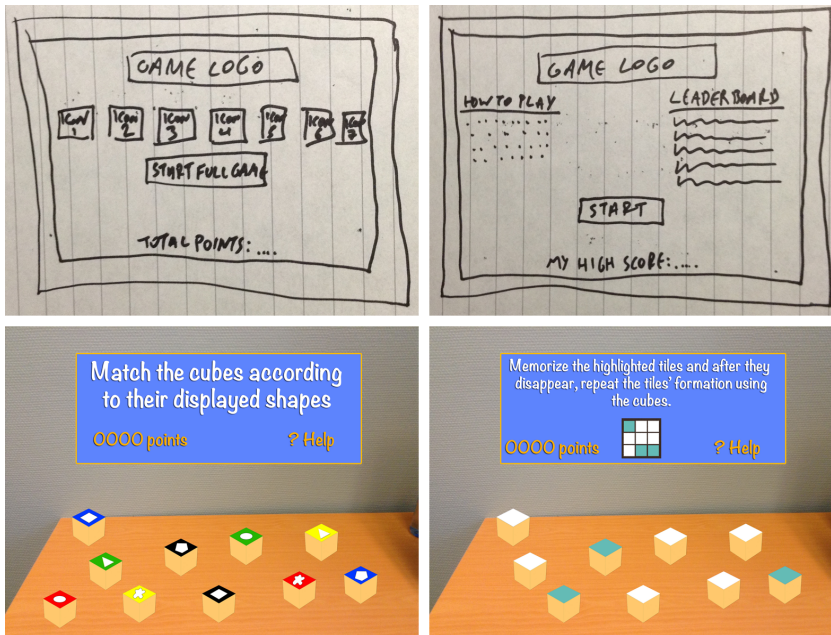 GAME LOGO
ICON 1
ICON 2
ICON 3
ICON 4
ICON 5
ICON 6
ICON 7
START FULL GAME
TOTAL POINTS:....
GAME LOGO
HOW TO PLAY
LEADERBOARD
START
MY HIGH SCORE:....
Match the cubes according
to their displayed shapes
0000 points
? Help
Memorize the highlighted tiles and after they
disappear, repeat the tiles' formation using
the cubes.
0000 points
? Help